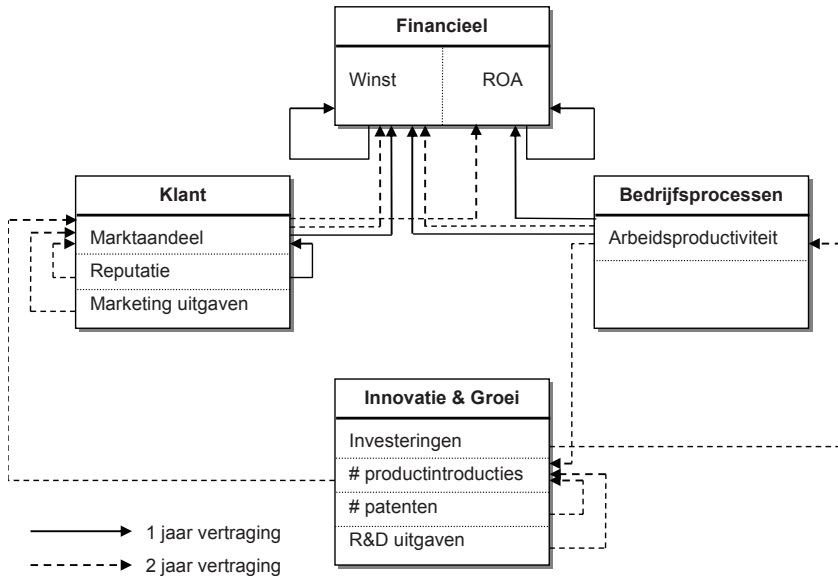 Financieel
Winst ROA
Klant
Marktaandeel
Reputatie
Marketing uitgaven
Bedrijfsprocessen
Arbeidsproductiviteit
Innovatie & Groei
Investeringen
# productintroducties
# patenten
R&D uitgaven
1 jaar vertraging
2 jaar vertraging